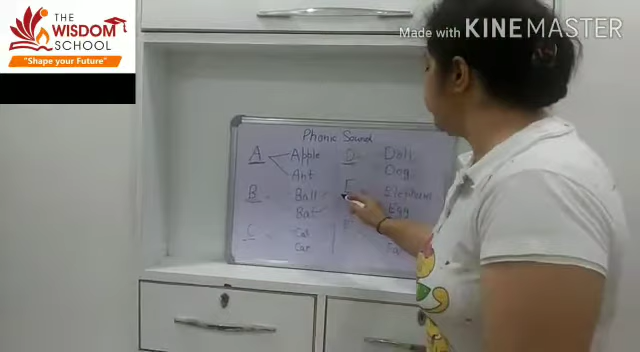 THE
WISDOM
SCHOOL
"Shape your Future"
Made with KINEMASTER
Phonic Sound
A Apple
Ant
B Ball
Bat
C Cat
Car
D Doll
Dog
E Elephant
Egg
F